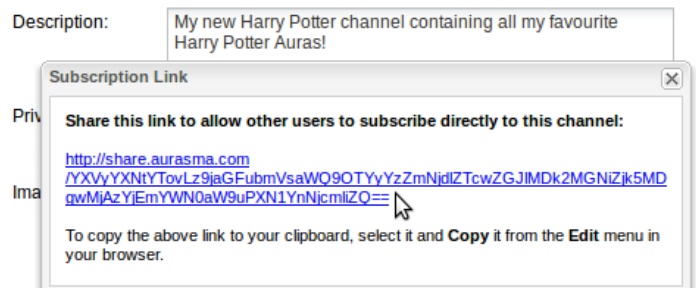 Description:
My new Harry Potter channel containing all my favourite
Harry Potter Auras!
Subscription Link
Priv
Share this link to allow other users to subscribe directly to this channel:
http://share.aurasma.com
/YXVyYXNtYTovLz9jaGFubmVsaWQ9OTYyYzZmNjdlZTcwZGJlMDk2MGNiZjk5MD
Ima
gwMjAzYjEmYWN0aW9uPXN1YnNjcmliZQ==
To copy the above link to your clipboard, select it and Copy it from the Edit menu in
your browser.